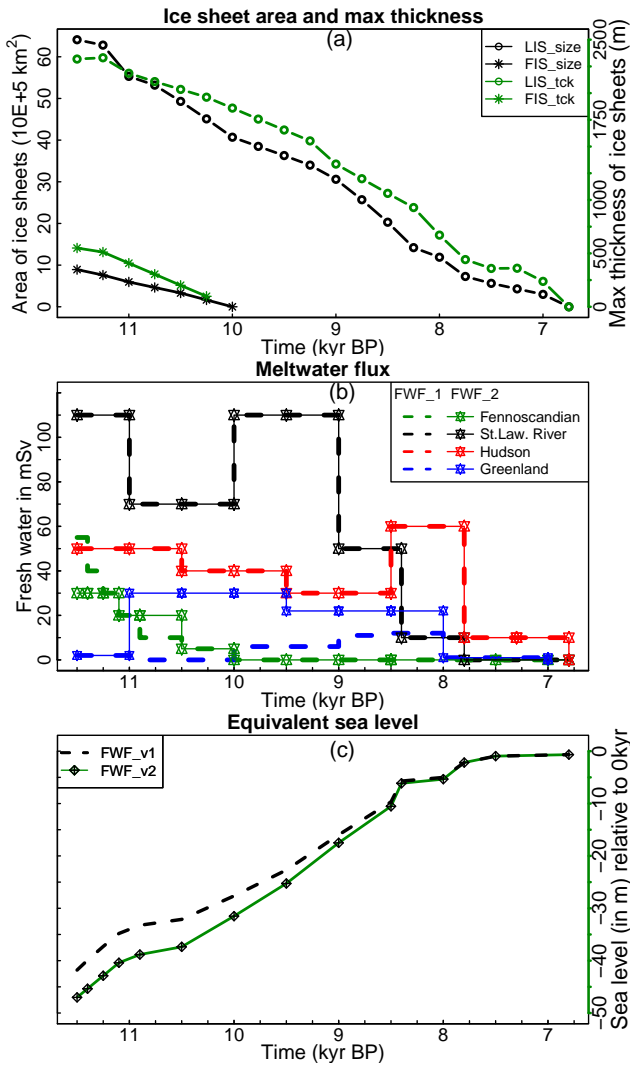 Ice sheet area and max thickness
(a)
LIS_size
FIS_size
LIS_tck
FIS_tck
Area of ice sheets (10E+5 km²)
0 10 20 30 40 50 60
Max thickness of ice sheets (m)
0 500 1000 1750 2500
11 10 9 8 7
Time (kyr BP)
Meltwater flux
(b)
FWF_1 FWF_2
Fennoscandian
St.Law. River
Hudson
Greenland
Fresh water in mSv
0 20 40 60 80 110
11 10 9 8 7
Equivalent sea level
(c)
FWF_v1
FWF_v2
Sea level (in m) relative to 0kyr
−50 −40 −30 −20 −10 0
11 10 9 8 7
Time (kyr BP)